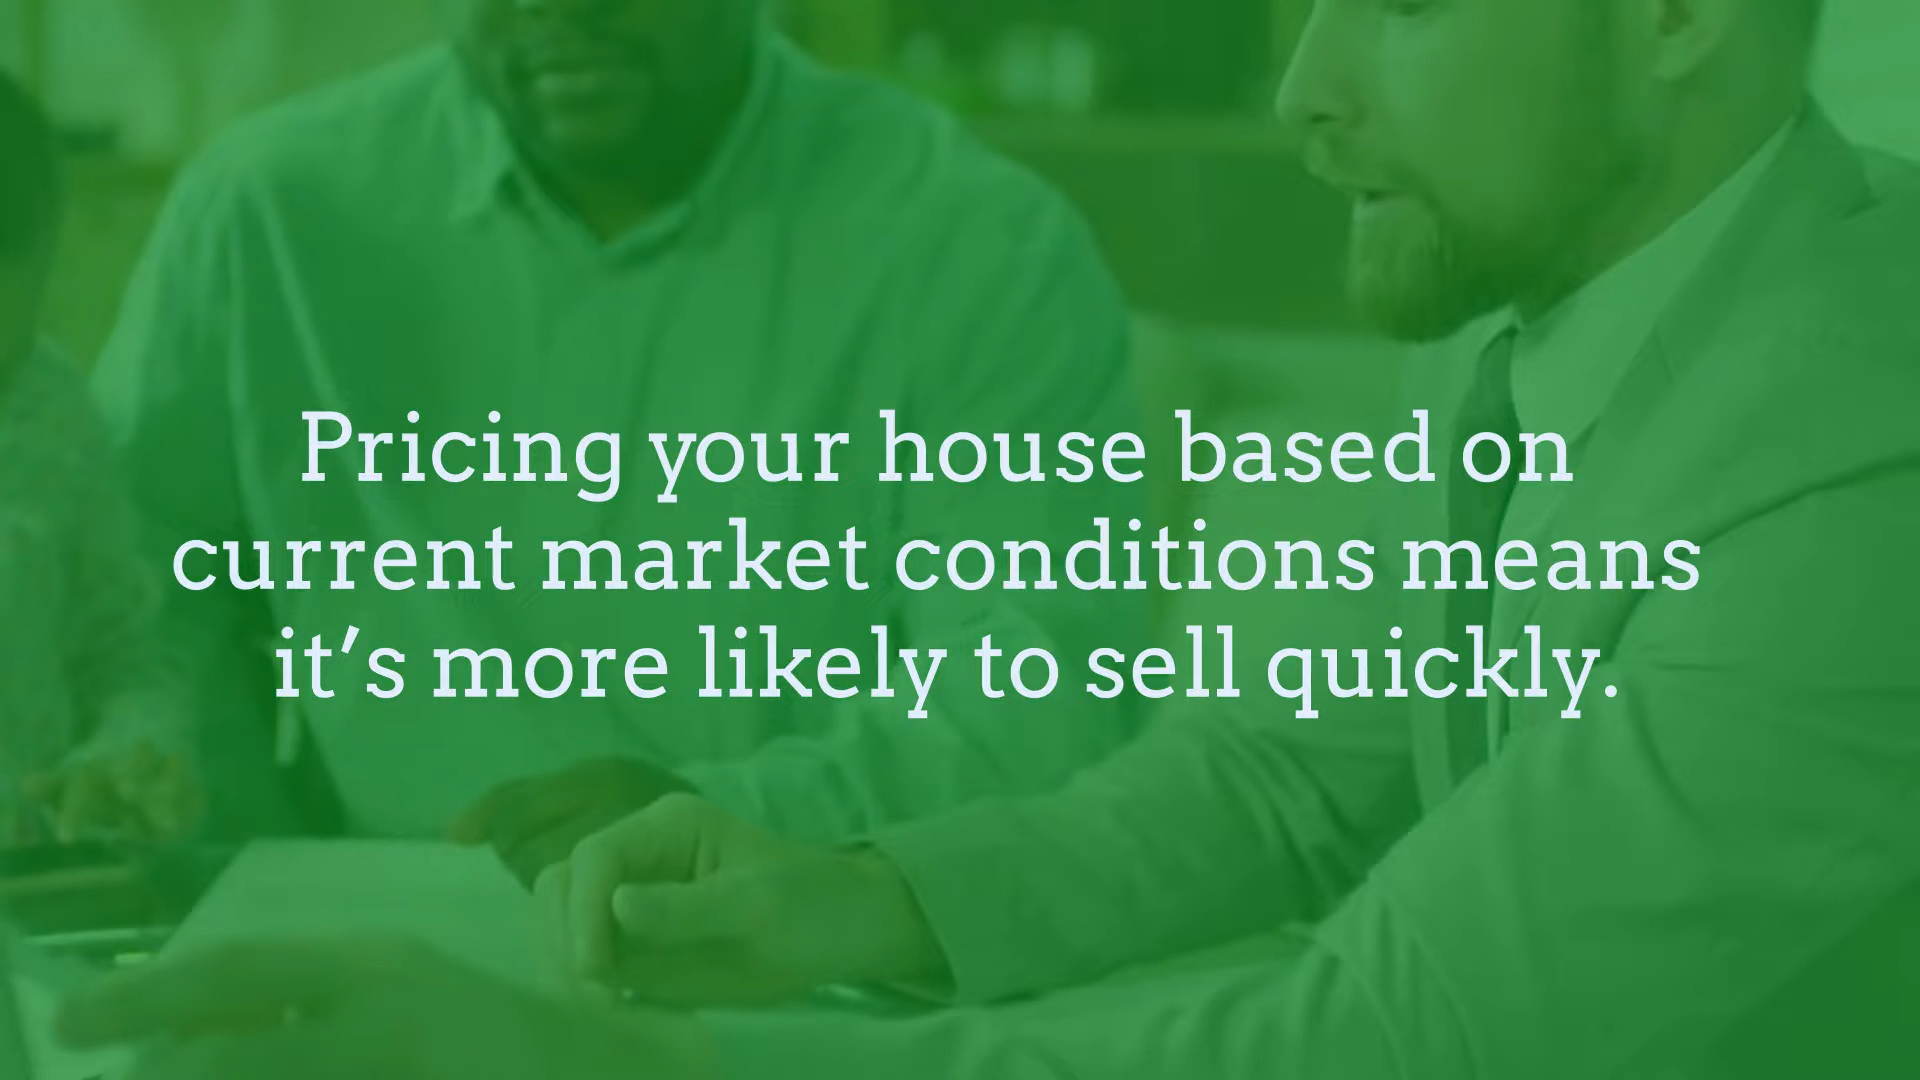 Pricing your house based on
current market conditions means
it’s more likely to sell quickly.